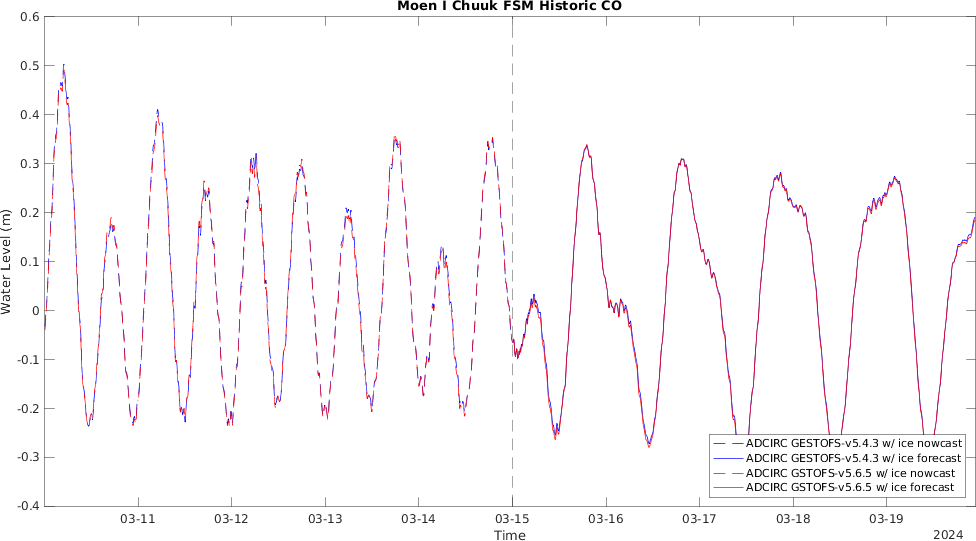 Moen I Chuuk FSM Historic CO
0.6
0.5
0.4
0.3
0.2
0.1
0
-0.1
-0.2
-0.3
-0.4
Water Level (m)
ADCIRC GESTOFS-v5.4.3 w/ ice nowcast
ADCIRC GESTOFS-v5.4.3 w/ ice forecast
ADCIRC GSTOFS-v5.6.5 w/ ice nowcast
ADCIRC GSTOFS-v5.6.5 w/ ice forecast
03-11 03-12 03-13 03-14 03-15 03-16 03-17 03-18 03-19
Time
2024